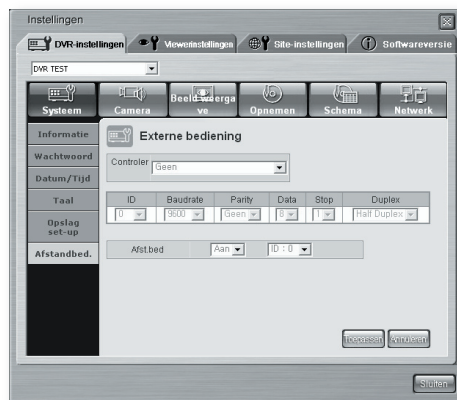 Instellingen
DVR-instellingen Viewerinstellingen Site-instellingen Softwareversie
DVR TEST
Systeem Camera Beeldweergave Opnemen Schema Netwerk
Informatie
Wachtwoord
Datum/Tijd
Taal
Opslag
set-up
Afstandbed.
Externe bediening
Controler Geen
ID Baudrate Parity Data Stop Duplex
0 9600 Geen 8 1 Half Duplex
Afst.bed Aan ID : 0
Toepassen Annuleren
Sluiten